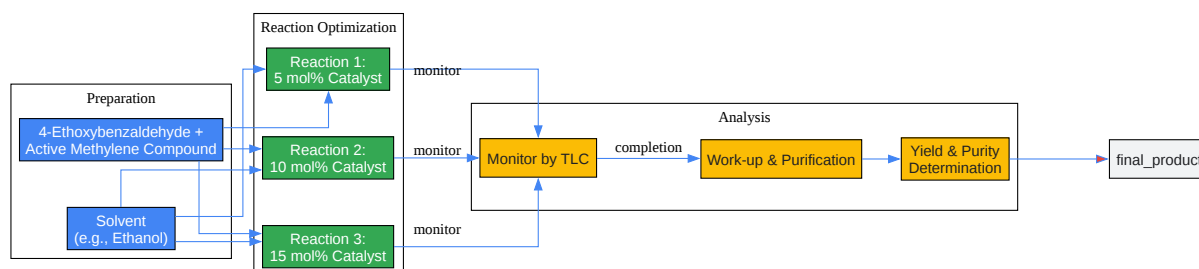 Reaction Optimization
Reaction 1:
5 mol% Catalyst
monitor
Preparation
4-Ethoxybenzaldehyde +
Active Methylene Compound
Reaction 2:
10 mol% Catalyst
monitor
Solvent
(e.g., Ethanol)
Reaction 3:
15 mol% Catalyst
monitor
Analysis
Monitor by TLC
completion
Work-up & Purification
Yield & Purity
Determination
final_product